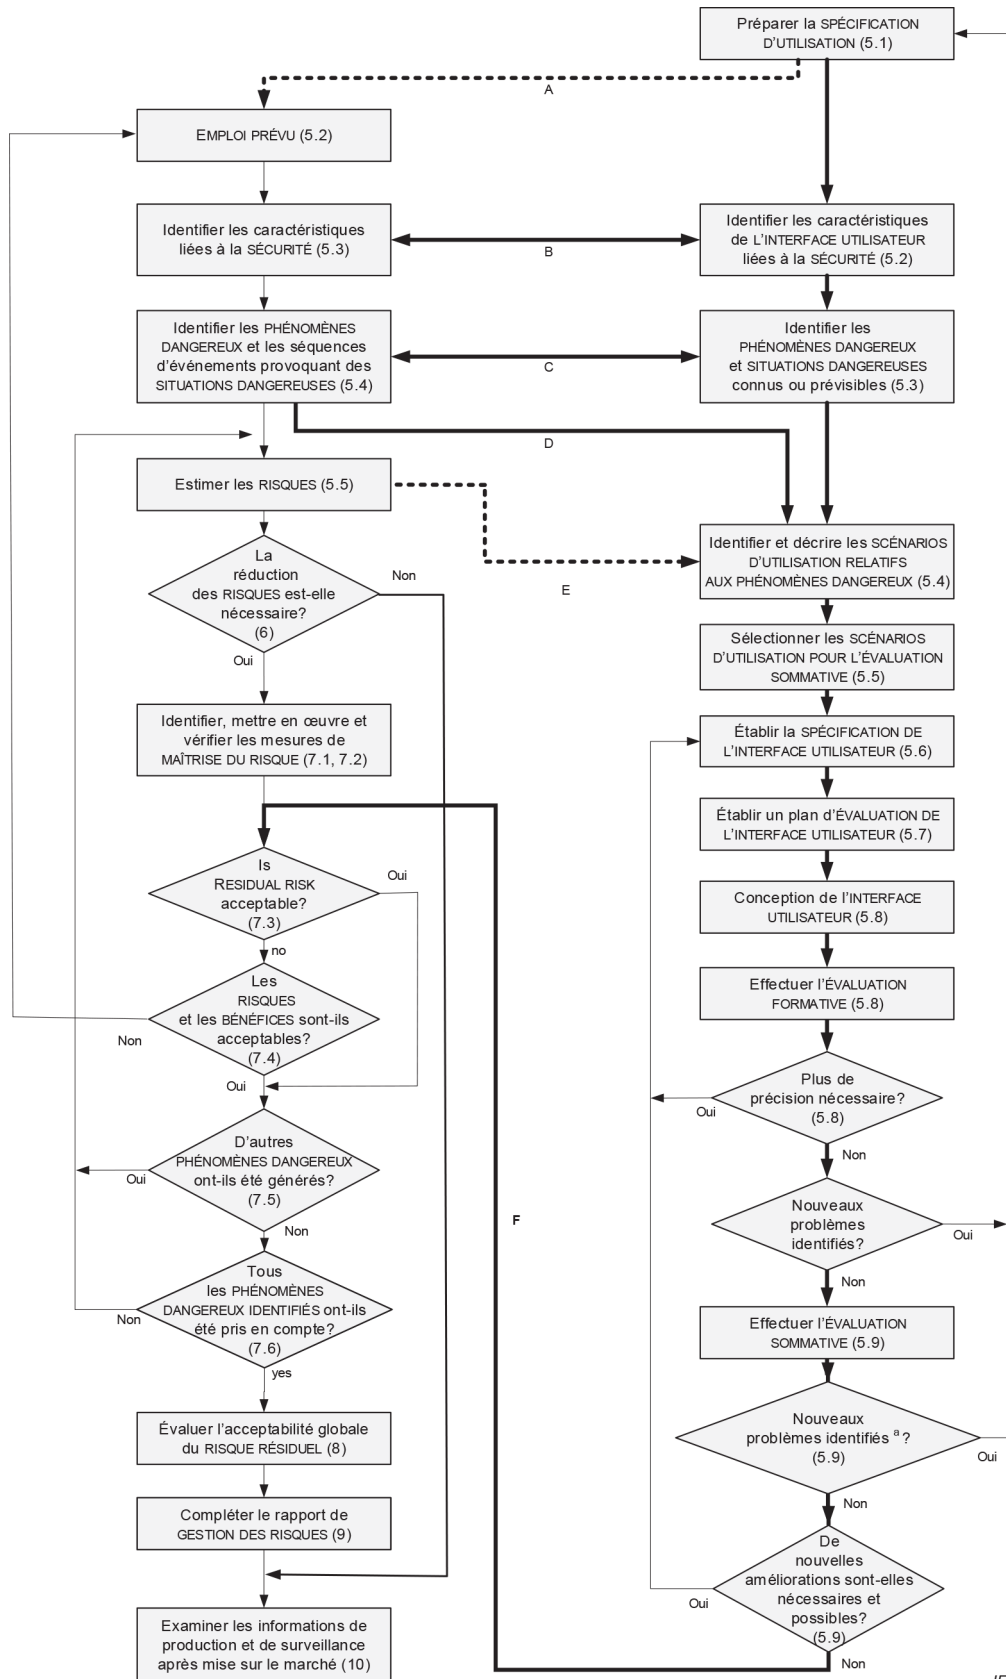 Préparer la SPÉCIFICATION
D'UTILISATION (5.1)
A
EMPLOI PRÉVU (5.2)
Identifier les caractéristiques
liées à la SÉCURITÉ (5.3)
B
Identifier les caractéristiques
de L'INTERFACE UTILISATEUR
liées à la SÉCURITÉ (5.2)
Identifier les PHÉNOMÈNES
DANGEREUX et les séquences
d'événements provoquant des
SITUATIONS DANGEREUSES (5.4)
C
Identifier les
PHÉNOMÈNES DANGEREUX
et SITUATIONS DANGEREUSES
connus ou prévisibles (5.3)
D
Estimer les RISQUES (5.5)
E
Identifier et décrire les SCÉNARIOS
D'UTILISATION RELATIFS
AUX PHÉNOMÈNES DANGEREUX (5.4)
La
réduction
des RISQUES est-elle
nécessaire?
(6)
Non
Oui
Sélectionner les SCÉNARIOS
D'UTILISATION POUR L'ÉVALUATION
SOMMATIVE (5.5)
Identifier, mettre en œuvre et
vérifier les mesures de
MAÎTRISE DU RISQUE (7.1, 7.2)
Établir la SPÉCIFICATION DE
L'INTERFACE UTILISATEUR (5.6)
Établir un plan d'ÉVALUATION DE
L'INTERFACE UTILISATEUR (5.7)
Is
RESIDUAL RISK
acceptable?
(7.3)
Oui
no
Conception de l'INTERFACE
UTILISATEUR (5.8)
Les
RISQUES
et les BÉNÉFICES sont-ils
acceptables?
(7.4)
Non
Oui
Effectuer l'ÉVALUATION
FORMATIVE (5.8)
Plus de
précision nécessaire?
(5.8)
Oui
Non
D'autres
PHÉNOMÈNES DANGEREUX
ont-ils été générés?
(7.5)
Oui
Non
F
Nouveaux
problèmes
identifiés?
Oui
Non
Tous
les PHÉNOMÈNES
DANGEREUX IDENTIFIÉS ont-ils
été pris en compte?
(7.6)
Non
yes
Effectuer l'ÉVALUATION
SOMMATIVE (5.9)
Évaluer l'acceptabilité globale
du RISQUE RÉSIDUEL (8)
Nouveaux
problèmes identifiés a ?
(5.9)
Oui
Non
Compléter le rapport de
GESTION DES RISQUES (9)
De
nouvelles
améliorations sont-elles
nécessaires et
possibles?
(5.9)
Oui
Non
Examiner les informations de
production et de surveillance
après mise sur le marché (10)